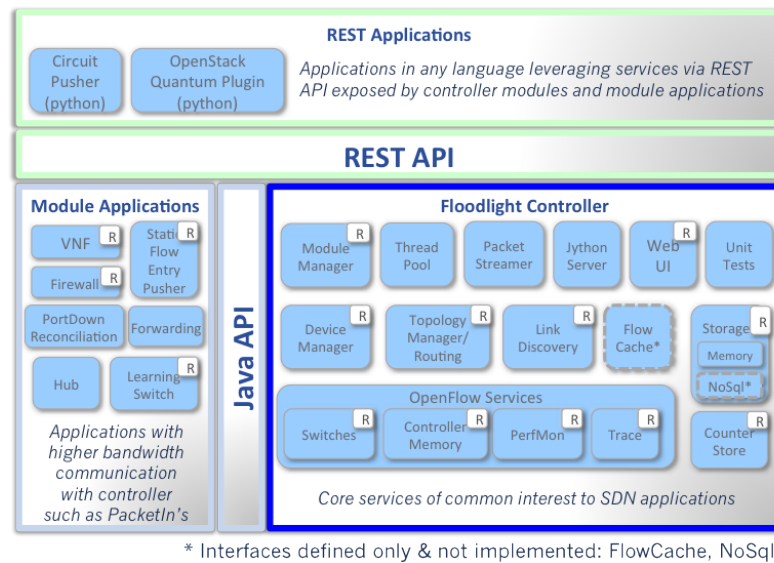 REST Applications
Circuit
Pusher
(python)
OpenStack
Quantum Plugin
(python)
Applications in any language leveraging services via REST
API exposed by controller modules and module applications
REST API
Module Applications
VNF
R
Static
Flow
Entry
Pusher
R
Firewall
R
PortDown
Reconciliation
Forwarding
Hub
Learning
Switch
R
Applications with
higher bandwidth
communication
with controller
such as PacketIn's
Java API
Floodlight Controller
Module
Manager
R
Thread
Pool
Packet
Streamer
Jython
Server
Web
UI
R
Unit
Tests
Device
Manager
R
Topology
Manager/
Routing
R
Link
Discovery
R
Flow
Cache*
R
Storage
R
Memory
NoSql*
OpenFlow Services
Switches
R
Controller
Memory
R
PerfMon
R
Trace
R
Counter
Store
R
Core services of common interest to SDN applications
* Interfaces defined only & not implemented: FlowCache, NoSql